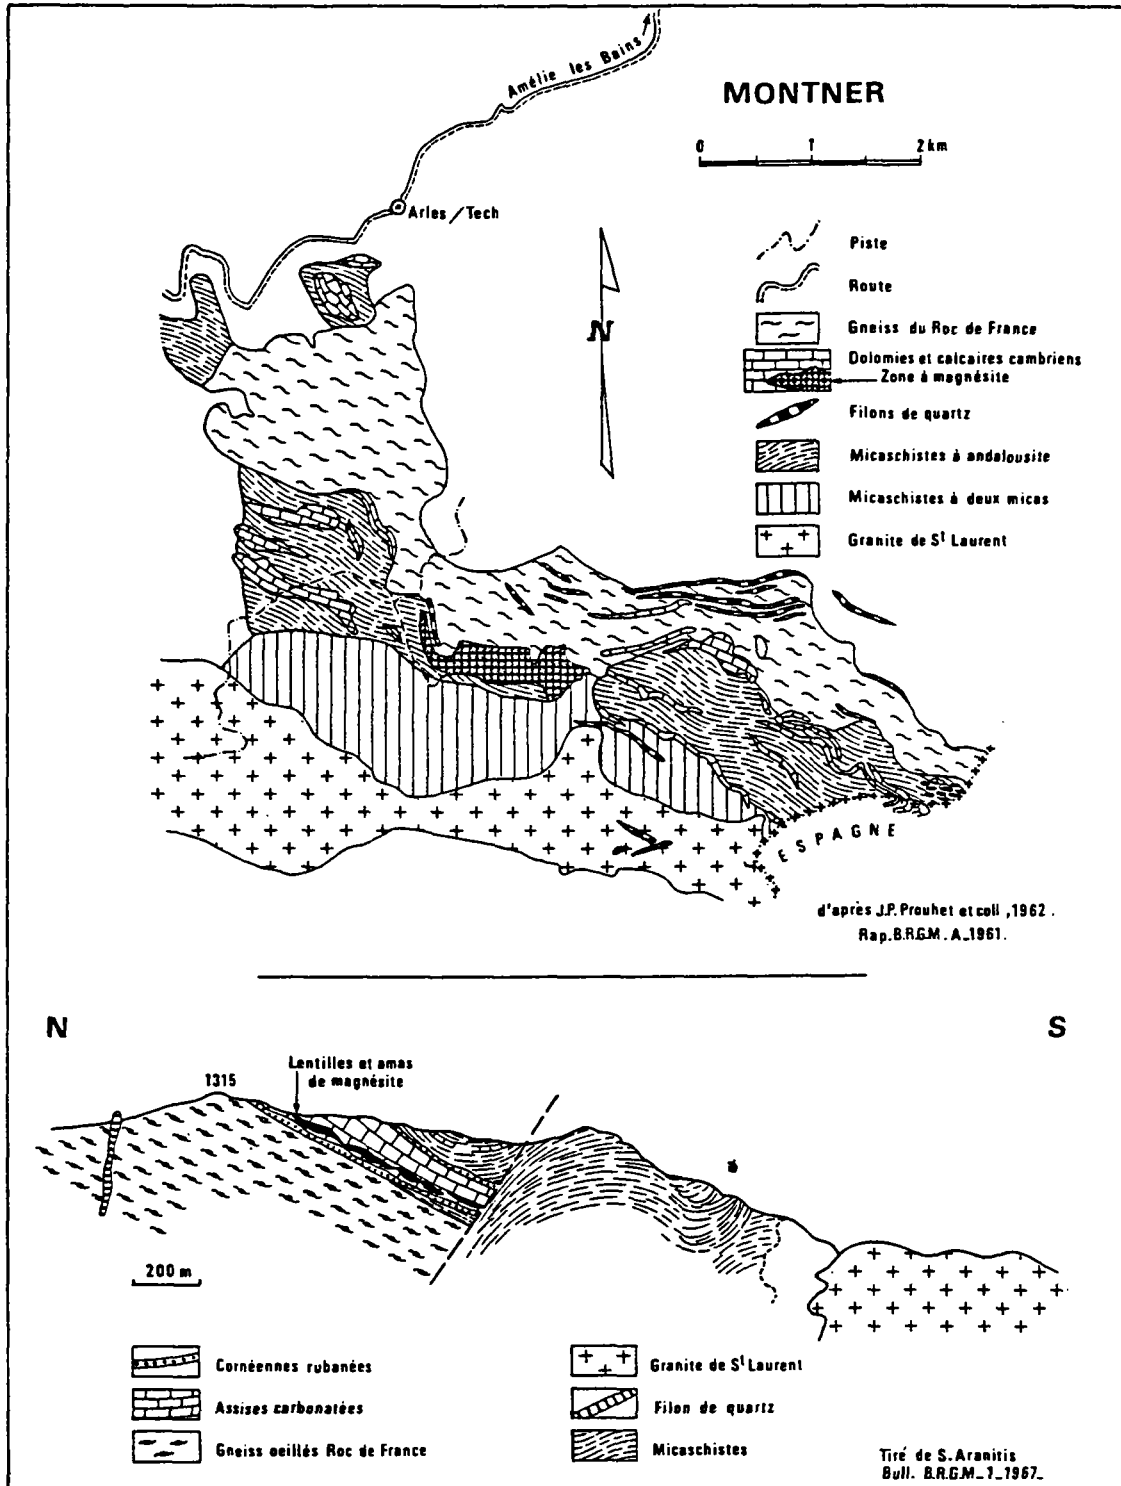 Amélie les Bains
MONTNER
0 1 2 km
Arles/Tech
N
Piste
Route
Gneiss du Roc de France
Dolomies et calcaires cambriens
Zone à magnésite
Filons de quartz
Micaschistes à andalousite
Micaschistes à deux micas
Granite de St Laurent
ESPAGNE
d'après J.P. Prouhet et coll, 1962.
Rap. B.R.G.M. A_1961.
N S
Lentilles et amas
de magnésite
1315
200 m
Cornéennes rubanées
Assises carbonatées
Gneiss oeillés Roc de France
Granite de St Laurent
Filon de quartz
Micaschistes
Tiré de S. Aranitis
Bull. B.R.G.M_1_1967_